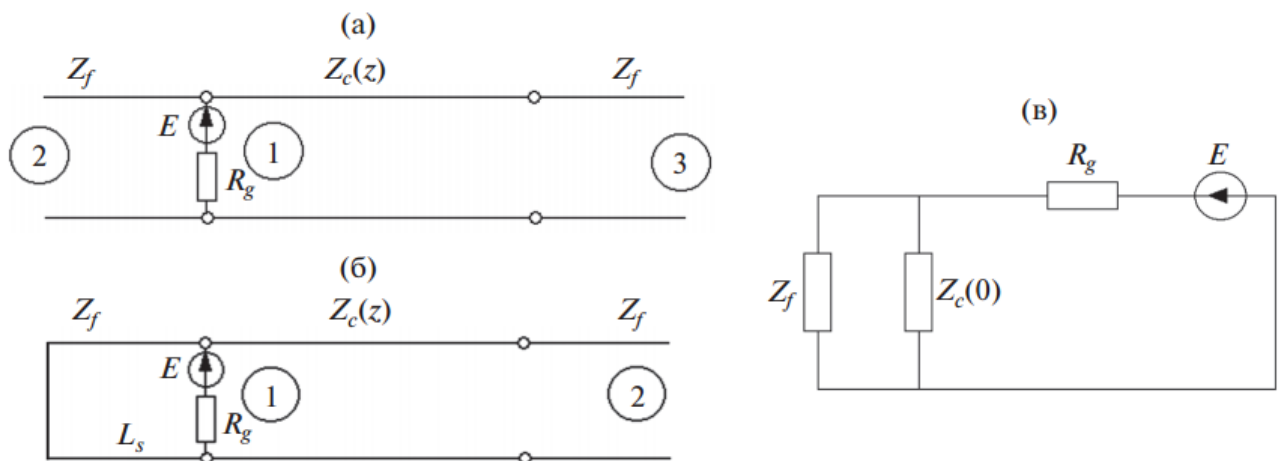 (а)
Z_f Z_c(z) Z_f
E
2 1 3
R_g
(б)
Z_f Z_c(z) Z_f
E
1 2
L_s R_g
(в)
R_g E
Z_f Z_c(0)